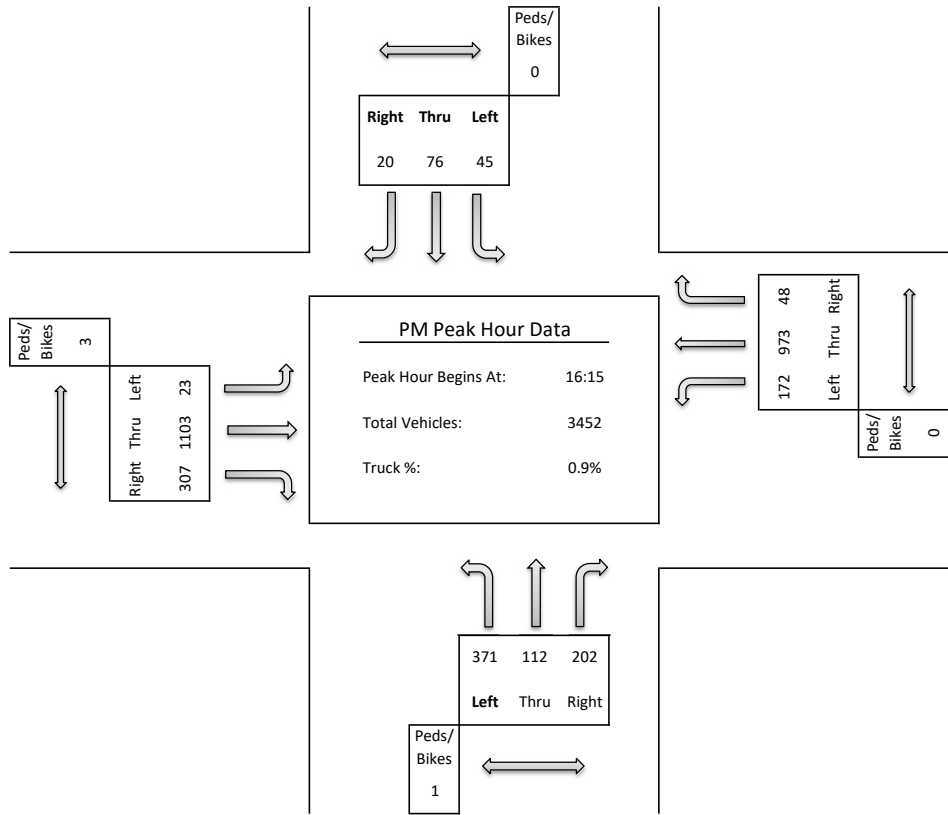 Peds/
Bikes
0
Right Thru Left
20 76 45
48 Right
973 Thru
172 Left
Peds/
Bikes
0
Peds/
Bikes
3
Left 23
Thru 1103
Right 307
PM Peak Hour Data
Peak Hour Begins At: 16:15
Total Vehicles: 3452
Truck %: 0.9%
371 112 202
Left Thru Right
Peds/
Bikes
1